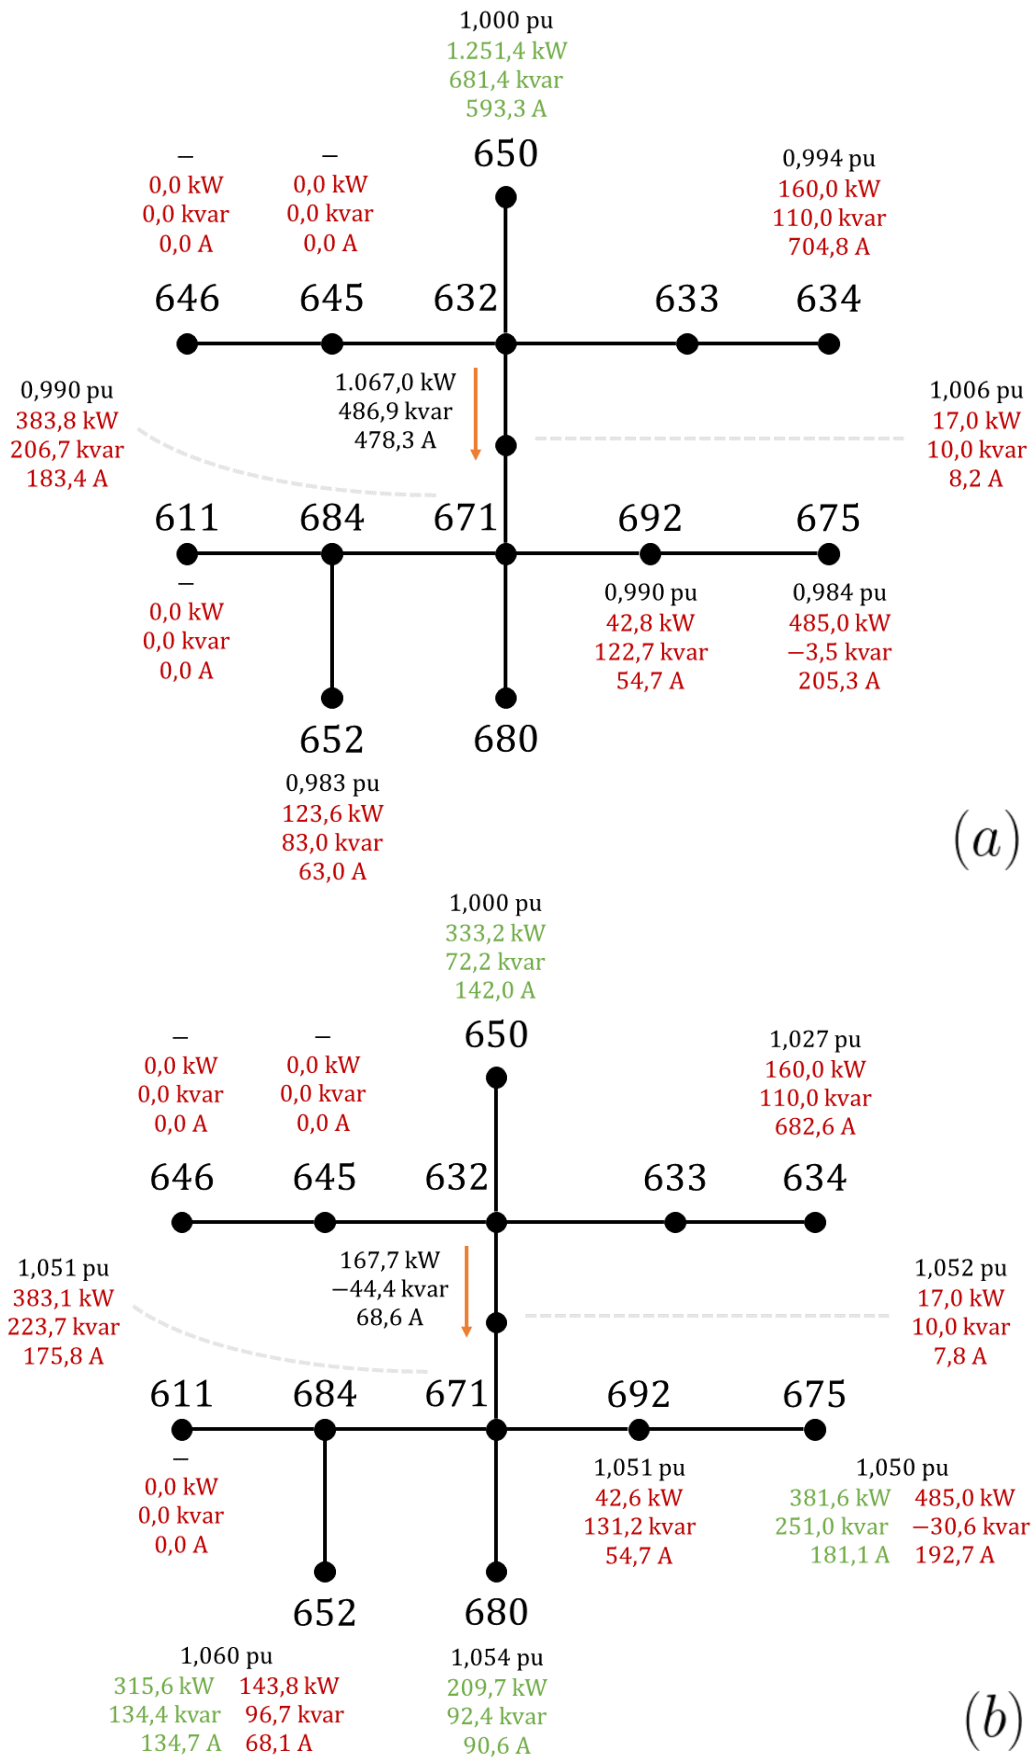 1,000 pu
1.251,4 kW
681,4 kvar
593,3 A
650
–
0,0 kW
0,0 kvar
0,0 A
–
0,0 kW
0,0 kvar
0,0 A
0,994 pu
160,0 kW
110,0 kvar
704,8 A
646 645 632 633 634
0,990 pu
383,8 kW
206,7 kvar
183,4 A
1.067,0 kW
486,9 kvar
478,3 A
1,006 pu
17,0 kW
10,0 kvar
8,2 A
611 684 671 692 675
–
0,0 kW
0,0 kvar
0,0 A
0,990 pu
42,8 kW
122,7 kvar
54,7 A
0,984 pu
485,0 kW
−3,5 kvar
205,3 A
652 680
0,983 pu
123,6 kW
83,0 kvar
63,0 A
(a)
1,000 pu
333,2 kW
72,2 kvar
142,0 A
650
–
0,0 kW
0,0 kvar
0,0 A
–
0,0 kW
0,0 kvar
0,0 A
1,027 pu
160,0 kW
110,0 kvar
682,6 A
646 645 632 633 634
1,051 pu
383,1 kW
223,7 kvar
175,8 A
167,7 kW
−44,4 kvar
68,6 A
1,052 pu
17,0 kW
10,0 kvar
7,8 A
611 684 671 692 675
–
0,0 kW
0,0 kvar
0,0 A
1,051 pu
42,6 kW
131,2 kvar
54,7 A
1,050 pu
381,6 kW 485,0 kW
251,0 kvar −30,6 kvar
181,1 A 192,7 A
652 680
1,060 pu
315,6 kW 143,8 kW
134,4 kvar 96,7 kvar
134,7 A 68,1 A
1,054 pu
209,7 kW
92,4 kvar
90,6 A
(b)